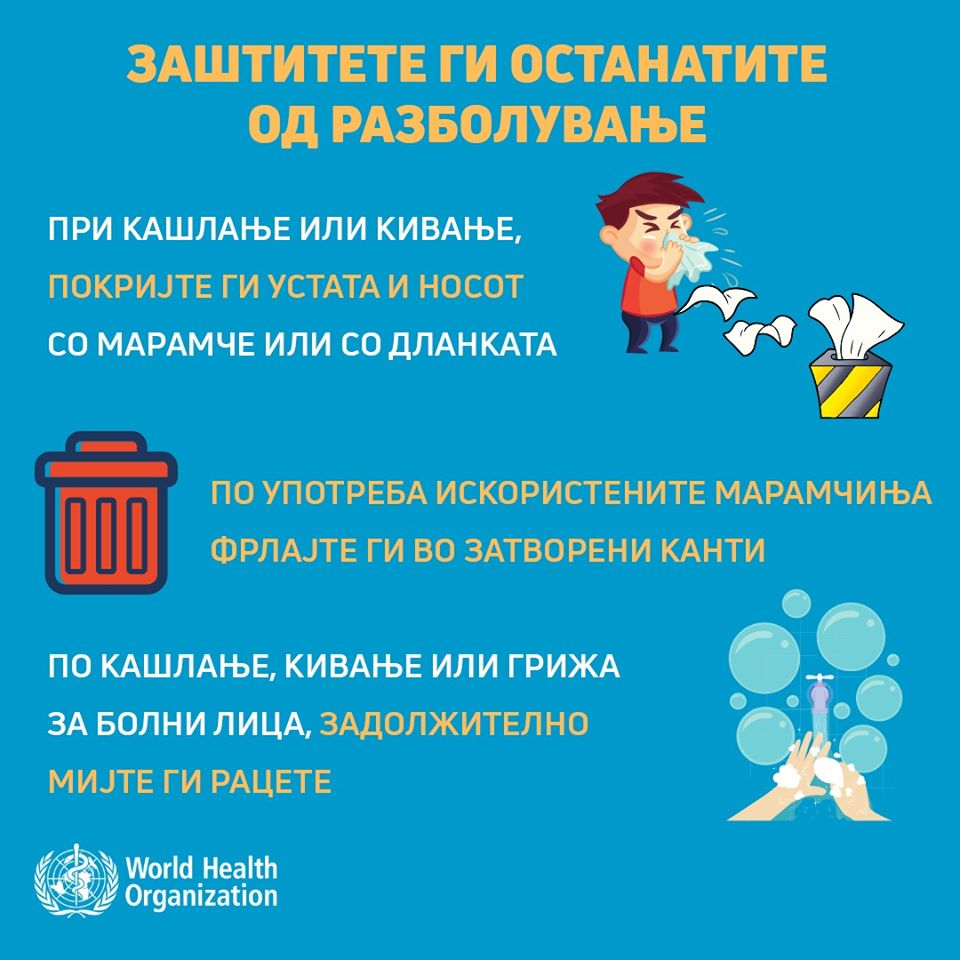 ЗАШТИТЕТЕ ГИ ОСТАНАТИТЕ
ОД РАЗБОЛУВАЊЕ
ПРИ КАШЛАЊЕ ИЛИ КИВАЊЕ,
ПОКРИЈТЕ ГИ УСТАТА И НОСОТ
СО МАРАМЧЕ ИЛИ СО ДЛАНКАТА
ПО УПОТРЕБА ИСКОРИСТЕНИТЕ МАРАМЧИЊА
ФРЛАЈТЕ ГИ ВО ЗАТВОРЕНИ КАНТИ
ПО КАШЛАЊЕ, КИВАЊЕ ИЛИ ГРИЖА
ЗА БОЛНИ ЛИЦА, ЗАДОЛЖИТЕЛНО
МИЈТЕ ГИ РАЦЕТЕ
World Health
Organization